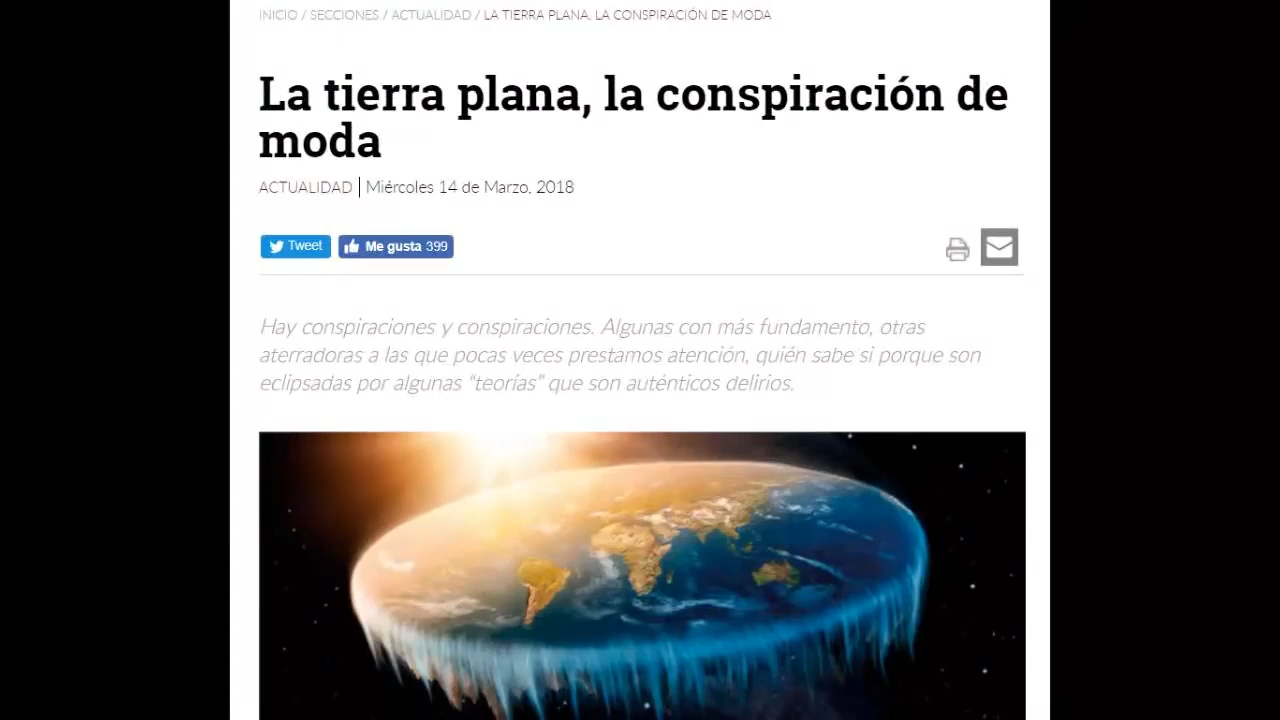 INICIO / SECCIONES / ACTUALIDAD / LA TIERRA PLANA, LA CONSPIRACIÓN DE MODA
La tierra plana, la conspiración de
moda
ACTUALIDAD | Miércoles 14 de Marzo, 2018
Tweet Me gusta 399
Hay conspiraciones y conspiraciones. Algunas con más fundamento, otras
aterradoras a las que pocas veces prestamos atención, quién sabe si porque son
eclipsadas por algunas “teorías” que son auténticos delirios.